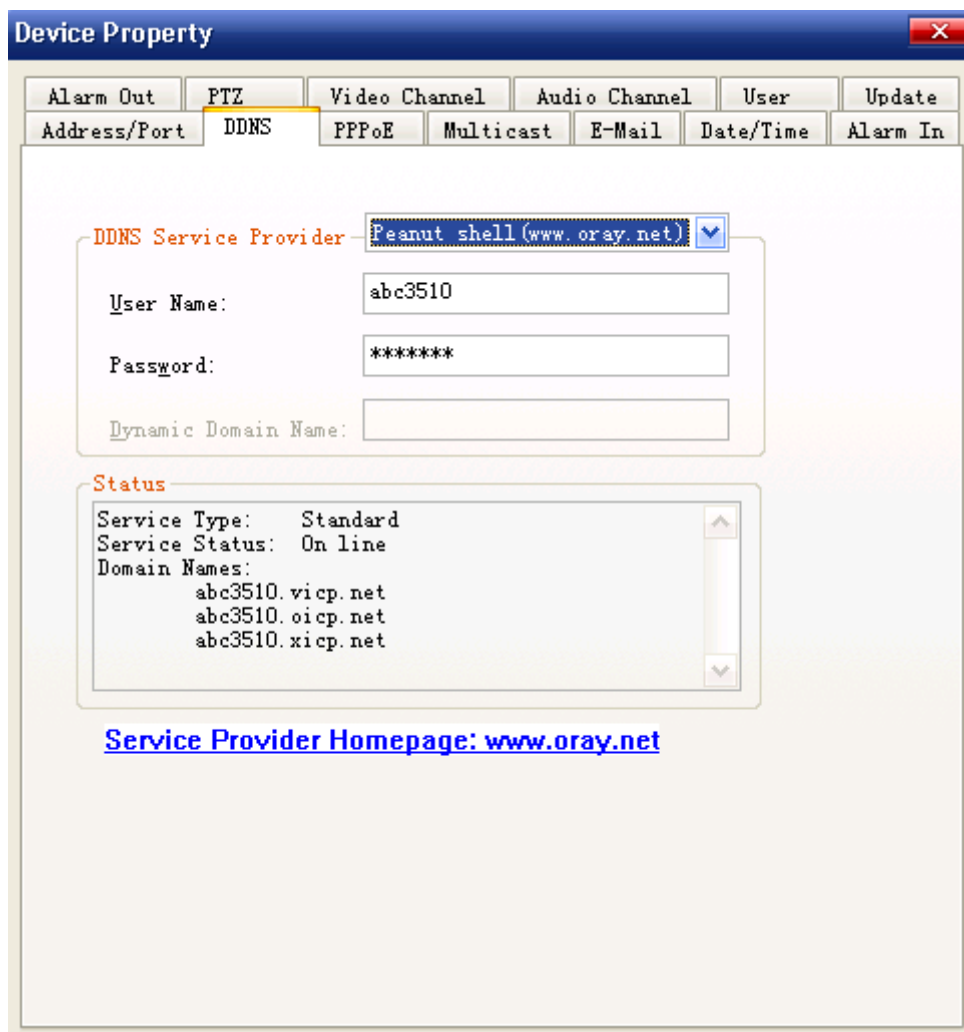 Device Property
Alarm Out PTZ Video Channel Audio Channel User Update
Address/Port DDNS PPPoE Multicast E-Mail Date/Time Alarm In
DDNS Service Provider Peanut shell(www.oray.net)
User Name: abc3510
Password: *******
Dynamic Domain Name:
Status
Service Type: Standard
Service Status: On line
Domain Names:
abc3510.vicp.net
abc3510.oicp.net
abc3510.xicp.net
Service Provider Homepage: www.oray.net